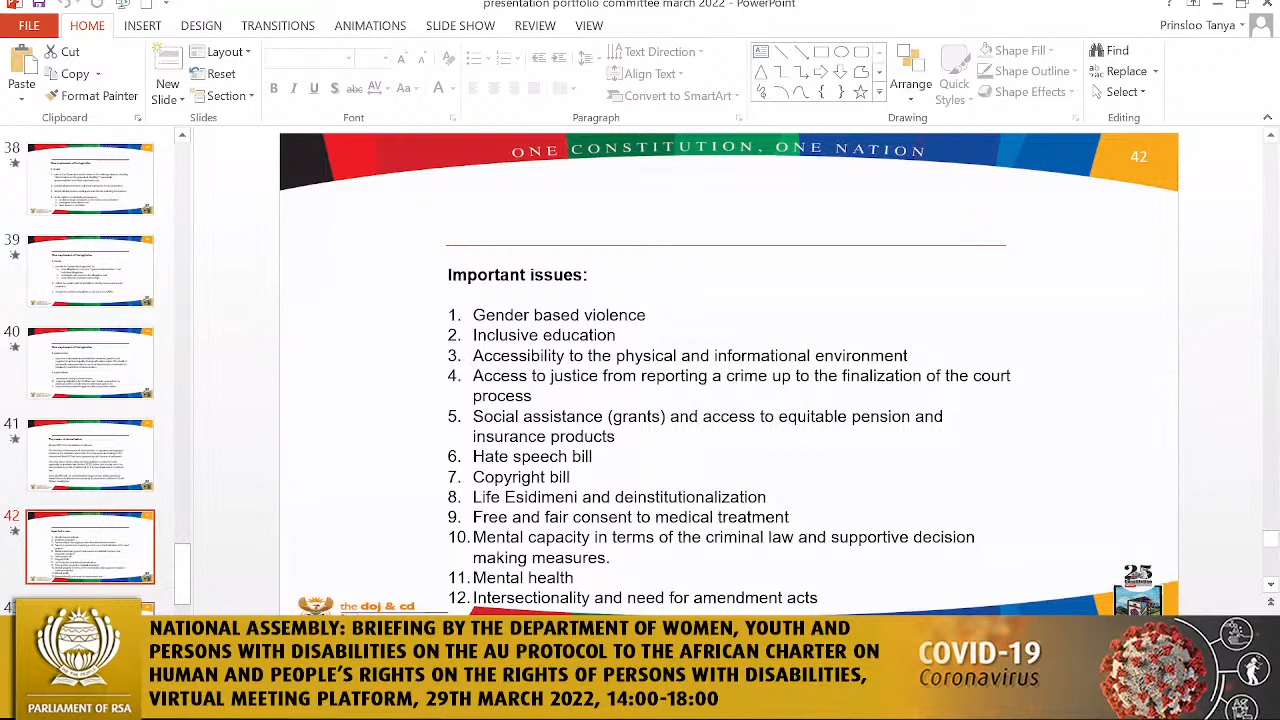 presentation portfolio committee march 2022 - PowerPoint
FILE HOME INSERT DESIGN TRANSITIONS ANIMATIONS SLIDE SHOW REVIEW VIEW Prinsloo Tanya
Paste
Cut
Copy
Format Painter
Clipboard
New Slide
Layout
Reset
Section
Slides
B I U S abc AV Aa A
Font
Text Direction
Align Text
Convert to SmartArt
Paragraph
Arrange
Quick Styles
Shape Fill
Shape Outline
Shape Effects
Drawing
Find
Replace
Select
Editing
38
39
40
41
42
ONE CONSTITUTION, ONE NATION
42
Important issues:
1. Gender based violence
2. Inclusive education
3. Accessibility to the physical and information environment
4. Access to justice from reporting a crime up to the finalization of the court
process
5. Social assistance (grants) and access to equitable pension and
insurance products
6. Hate speech bill
7. Copyright bill
8. Life Esidimeni and deinstitutionalization
9. Free and fair consent to medical treatment
10. Legal capacity in terms of the criminal law and supportive decision
making measures.
11. Mental health
12. Intersectionality and need for amendment acts
the doj & cd
25
PARLIAMENT OF RSA
NATIONAL ASSEMBLY: BRIEFING BY THE DEPARTMENT OF WOMEN, YOUTH AND
PERSONS WITH DISABILITIES ON THE AU PROTOCOL TO THE AFRICAN CHARTER ON
HUMAN AND PEOPLE'S RIGHTS ON THE RIGHTS OF PERSONS WITH DISABILITIES,
VIRTUAL MEETING PLATFORM, 29TH MARCH 2022, 14:00-18:00
COVID-19
Coronavirus